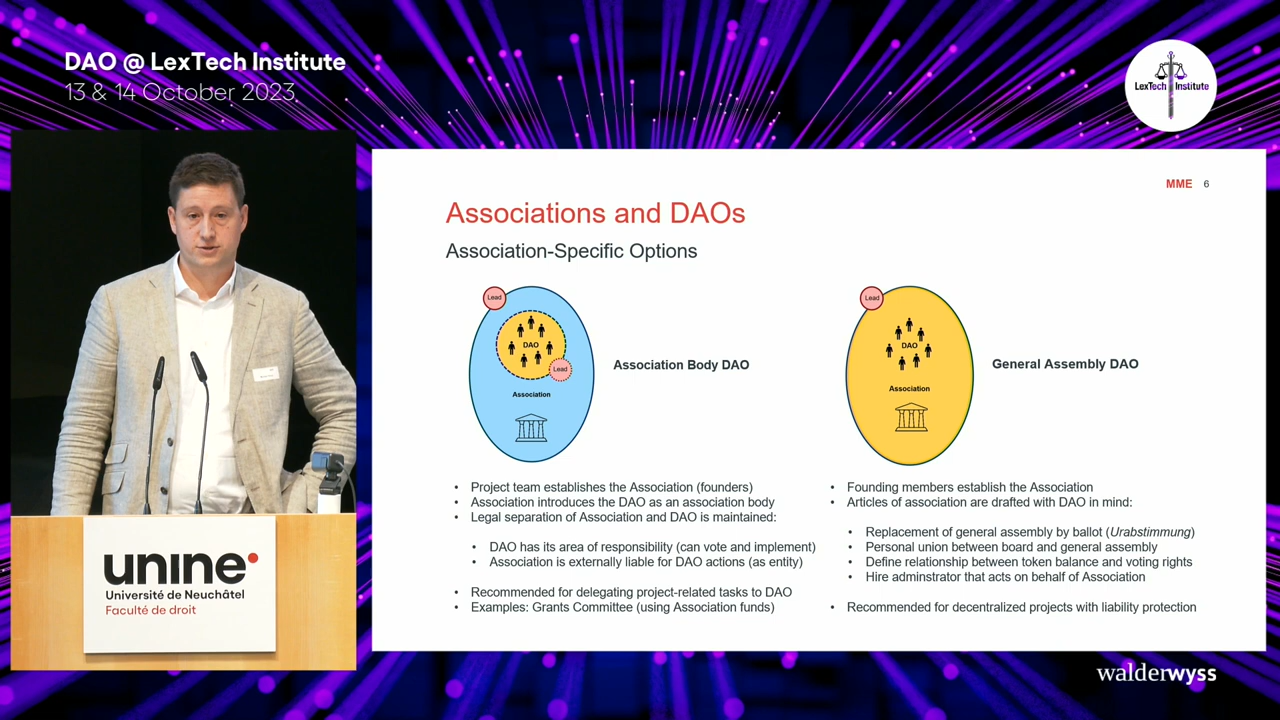 DAO @ LexTech Institute
13 & 14 October 2023
LexTech Institute
MME 6
Associations and DAOs
Association-Specific Options
Lead
DAO
Lead
Association
Association Body DAO
• Project team establishes the Association (founders)
• Association introduces the DAO as an association body
• Legal separation of Association and DAO is maintained:
• DAO has its area of responsibility (can vote and implement)
• Association is externally liable for DAO actions (as entity)
• Recommended for delegating project-related tasks to DAO
• Examples: Grants Committee (using Association funds)
Lead
DAO
Association
General Assembly DAO
• Founding members establish the Association
• Articles of association are drafted with DAO in mind:
• Replacement of general assembly by ballot (Urabstimmung)
• Personal union between board and general assembly
• Define relationship between token balance and voting rights
• Hire adminstrator that acts on behalf of Association
• Recommended for decentralized projects with liability protection
unine
Université de Neuchâtel
Faculté de droit
walderwyss